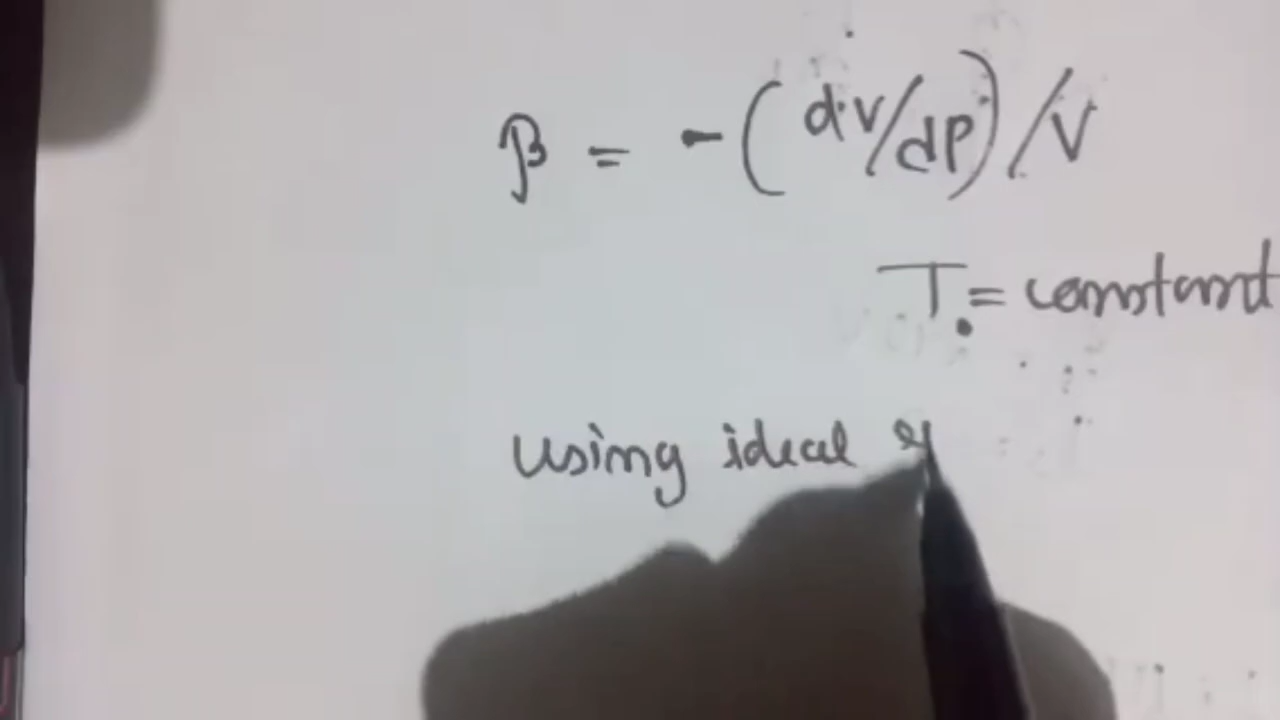 β = - (dv/dP) / V
T = constant
using ideal g